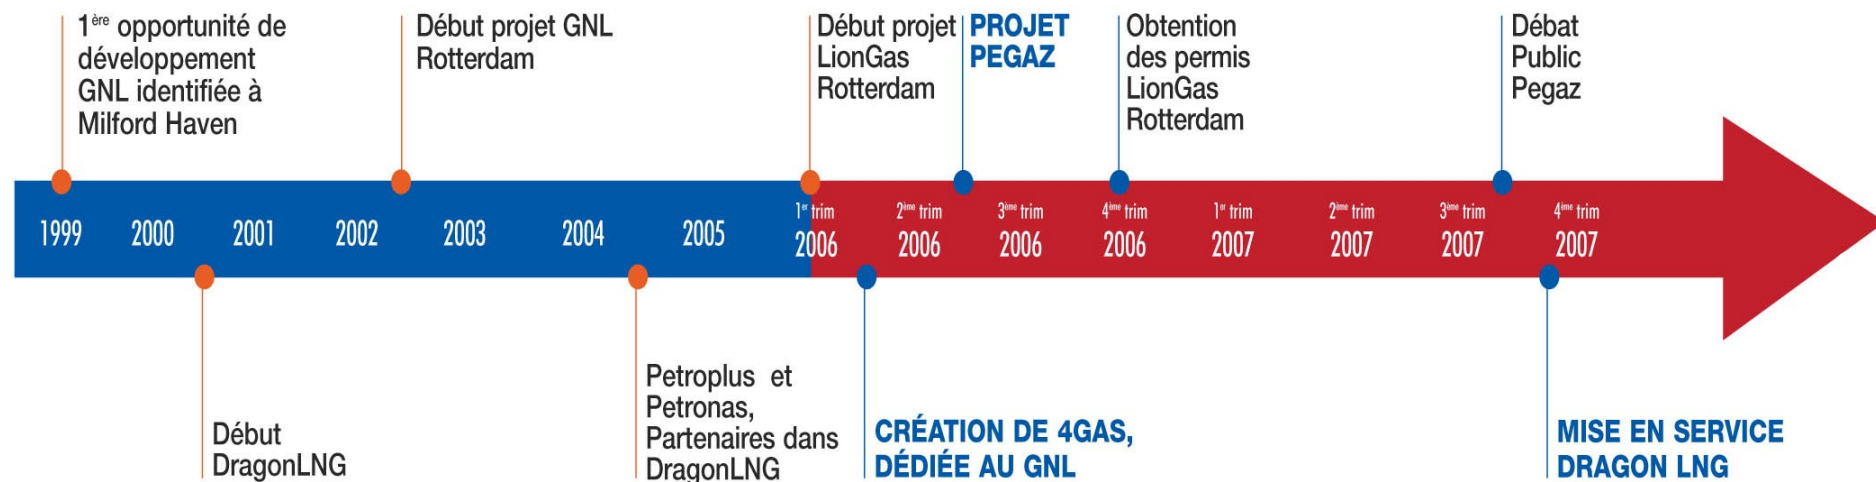 1ère opportunité de
développement
GNL identifiée à
Milford Haven
Début projet GNL
Rotterdam
Début projet
LionGas
Rotterdam
PROJET
PEGAZ
Obtention
des permis
LionGas
Rotterdam
Débat
Public
Pegaz
1999
2000
2001
2002
2003
2004
2005
1er trim
2006
2ème trim
2006
3ème trim
2006
4ème trim
2006
1er trim
2007
2ème trim
2007
3ème trim
2007
4ème trim
2007
Début
DragonLNG
Petroplus et
Petronas,
Partenaires dans
DragonLNG
CRÉATION DE 4GAS,
DÉDIÉE AU GNL
MISE EN SERVICE
DRAGON LNG